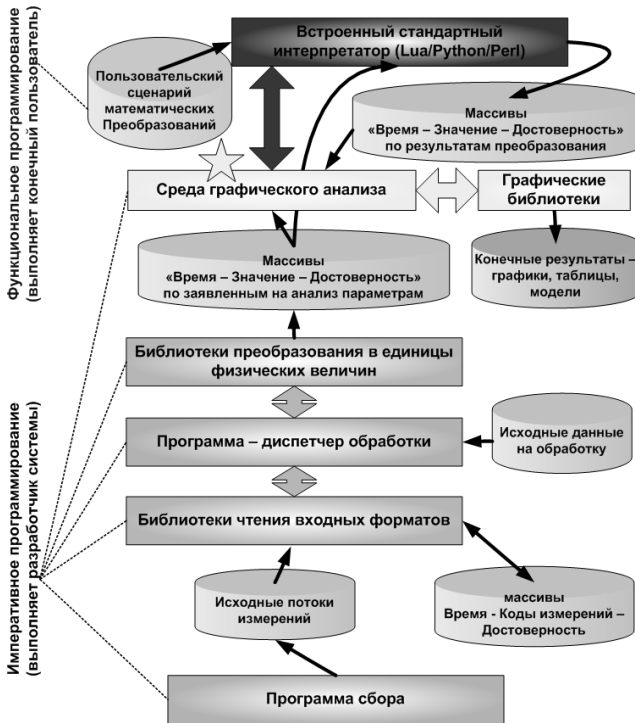 Функциональное программирование
(выполняет конечный пользователь)
Встроенный стандартный
интерпретатор (Lua/Python/Perl)
Пользовательский
сценарий
математических
Преобразований
Массивы
«Время – Значение – Достоверность»
по результатам преобразования
Среда графического анализа
Графические
библиотеки
Массивы
«Время – Значение – Достоверность»
по заявленным на анализ параметрам
Конечные результаты –
графики, таблицы,
модели
Библиотеки преобразования в единицы
физических величин
Императивное программирование
(выполняет разработчик системы)
Программа – диспетчер обработки
Исходные данные
на обработку
Библиотеки чтения входных форматов
Исходные потоки
измерений
массивы
Время - Коды измерений –
Достоверность
Программа сбора